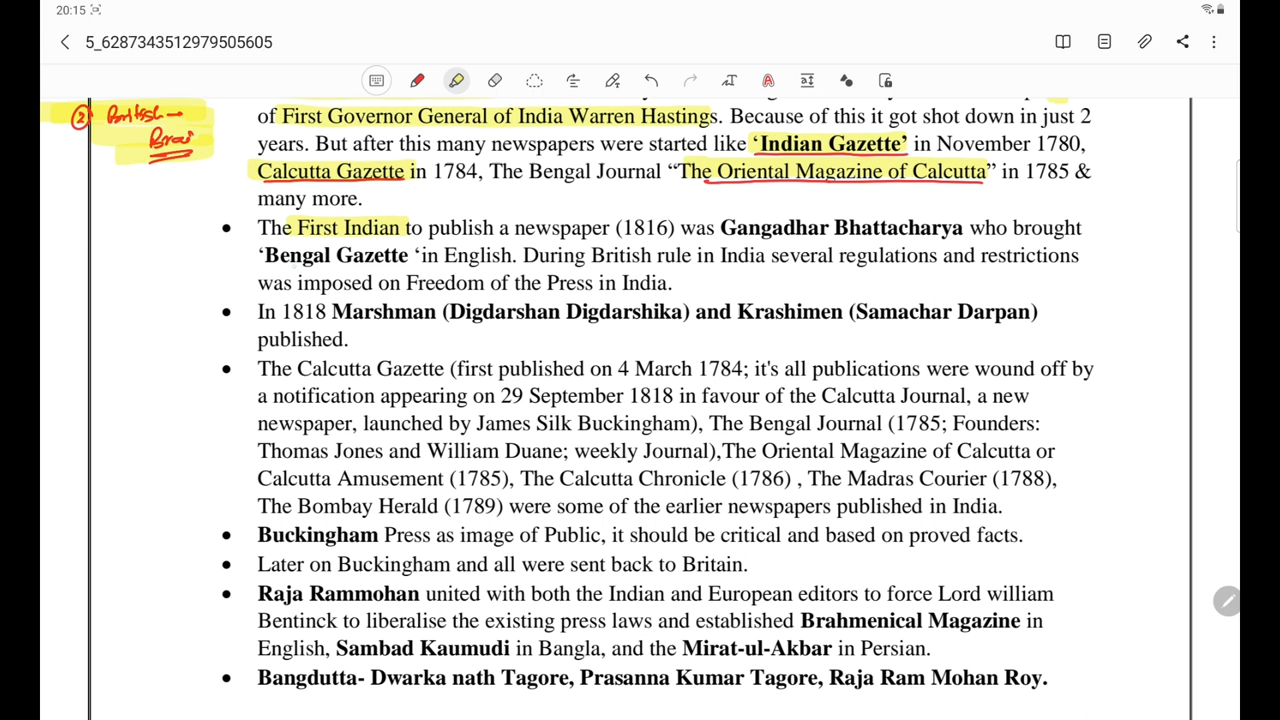 20:15
5_6287343512979505605
② British →
of First Governor General of India Warren Hastings. Because of this it got shot down in just 2
years. But after this many newspapers were started like ‘Indian Gazette’ in November 1780,
Calcutta Gazette in 1784, The Bengal Journal “The Oriental Magazine of Calcutta” in 1785 &
many more.
• The First Indian to publish a newspaper (1816) was Gangadhar Bhattacharya who brought
‘Bengal Gazette ‘in English. During British rule in India several regulations and restrictions
was imposed on Freedom of the Press in India.
• In 1818 Marshman (Digdarshan Digdarshika) and Krashimen (Samachar Darpan)
published.
• The Calcutta Gazette (first published on 4 March 1784; it's all publications were wound off by
a notification appearing on 29 September 1818 in favour of the Calcutta Journal, a new
newspaper, launched by James Silk Buckingham), The Bengal Journal (1785; Founders:
Thomas Jones and William Duane; weekly Journal),The Oriental Magazine of Calcutta or
Calcutta Amusement (1785), The Calcutta Chronicle (1786) , The Madras Courier (1788),
The Bombay Herald (1789) were some of the earlier newspapers published in India.
• Buckingham Press as image of Public, it should be critical and based on proved facts.
• Later on Buckingham and all were sent back to Britain.
• Raja Rammohan united with both the Indian and European editors to force Lord william
Bentinck to liberalise the existing press laws and established Brahmenical Magazine in
English, Sambad Kaumudi in Bangla, and the Mirat-ul-Akbar in Persian.
• Bangdutta- Dwarka nath Tagore, Prasanna Kumar Tagore, Raja Ram Mohan Roy.